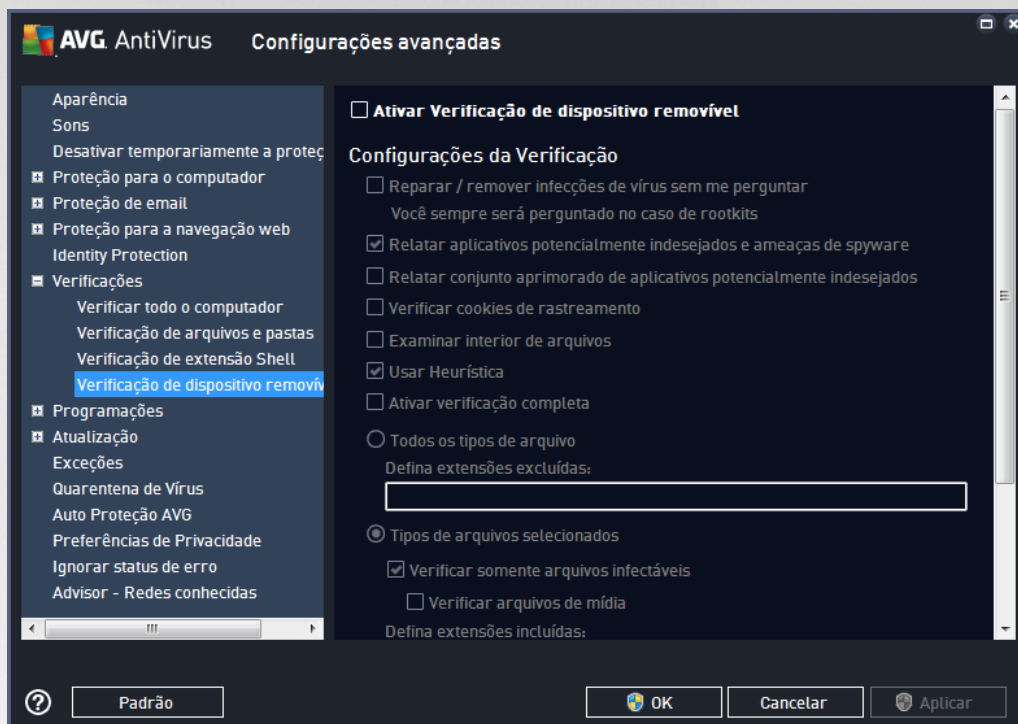 AVG. AntiVirus Configurações avançadas
Aparência
Sons
Desativar temporariamente a proteç
Proteção para o computador
Proteção de email
Proteção para a navegação web
Identity Protection
Verificações
Verificar todo o computador
Verificação de arquivos e pastas
Verificação de extensão Shell
Verificação de dispositivo removív
Programações
Atualização
Exceções
Quarentena de Vírus
Auto Proteção AVG
Preferências de Privacidade
Ignorar status de erro
Advisor - Redes conhecidas
Ativar Verificação de dispositivo removível
Configurações da Verificação
Reparar / remover infecções de vírus sem me perguntar
Você sempre será perguntado no caso de rootkits
Relatar aplicativos potencialmente indesejados e ameaças de spyware
Relatar conjunto aprimorado de aplicativos potencialmente indesejados
Verificar cookies de rastreamento
Examinar interior de arquivos
Usar Heurística
Ativar verificação completa
Todos os tipos de arquivo
Defina extensões excluídas:
Tipos de arquivos selecionados
Verificar somente arquivos infectáveis
Verificar arquivos de mídia
Defina extensões incluídas:
? Padrão OK Cancelar Aplicar